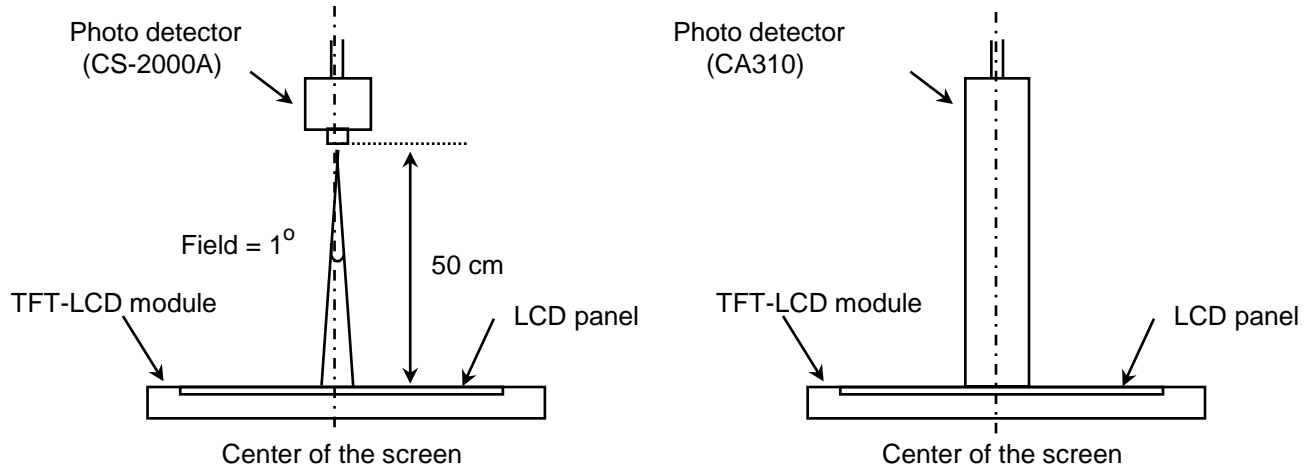 Photo detector
(CS-2000A)
Field = 1o
50 cm
TFT-LCD module
LCD panel
Center of the screen
Photo detector
(CA310)
TFT-LCD module
LCD panel
Center of the screen